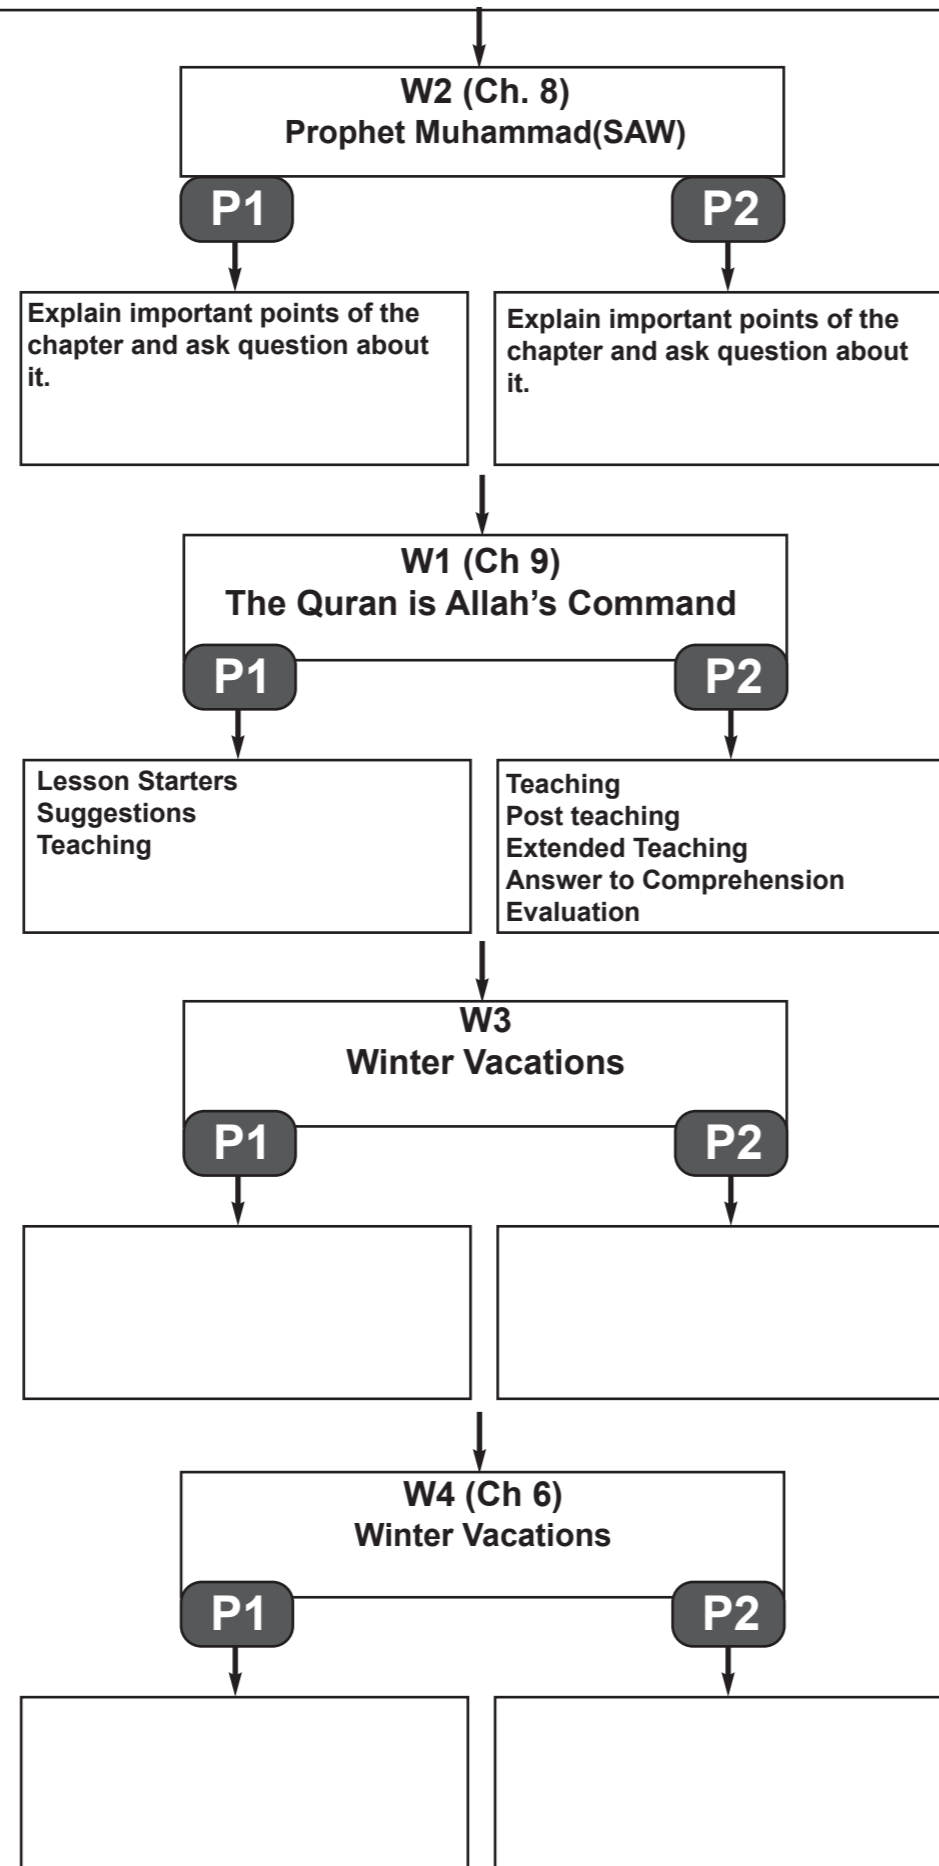 W2 (Ch. 8)
Prophet Muhammad(SAW)
P1
P2
Explain important points of the
chapter and ask question about
it.
Explain important points of the
chapter and ask question about
it.
W1 (Ch 9)
The Quran is Allah’s Command
P1
P2
Lesson Starters
Suggestions
Teaching
Teaching
Post teaching
Extended Teaching
Answer to Comprehension
Evaluation
W3
Winter Vacations
P1
P2
W4 (Ch 6)
Winter Vacations
P1
P2